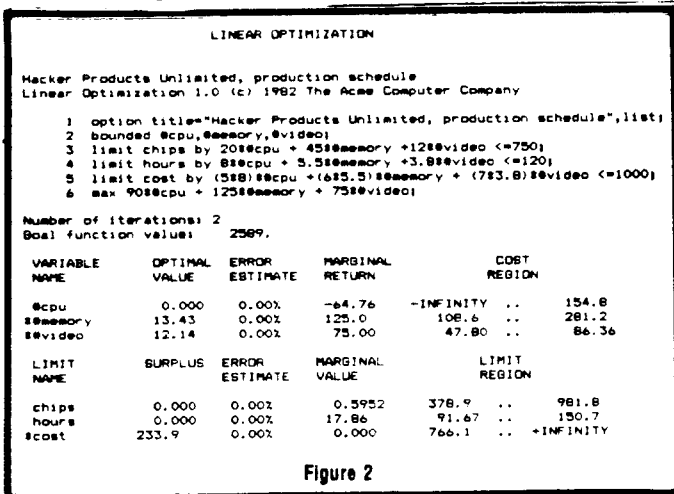 LINEAR OPTIMIZATION
Hacker Products Unlimited, production schedule
Linear Optimization 1.0 (c) 1982 The Acme Computer Company
1 option title="Hacker Products Unlimited, production schedule",list;
2 bounded @cpu,@memory,@video;
3 limit chips by 20$@cpu + 45$@memory +12$@video <=750;
4 limit hours by 8$@cpu + 5.5$@memory +3.8$@video <=120;
5 limit cost by (5$8)$@cpu +(6$5.5)$@memory + (7$3.8)$@video <=1000;
6 max 90$@cpu + 125$@memory + 75$@video;
Number of iterations: 2
Goal function value: 2589.
VARIABLE OPTIMAL ERROR MARGINAL COST
NAME VALUE ESTIMATE RETURN REGION
@cpu 0.000 0.00% -64.76 -INFINITY .. 154.8
$@memory 13.43 0.00% 125.0 108.6 .. 281.2
$@video 12.14 0.00% 75.00 47.80 .. 86.36
LIMIT SURPLUS ERROR MARGINAL LIMIT
NAME ESTIMATE VALUE REGION
chips 0.000 0.00% 0.5952 378.9 .. 981.8
hours 0.000 0.00% 17.86 91.67 .. 150.7
$cost 233.9 0.00% 0.000 766.1 .. +INFINITY
Figure 2